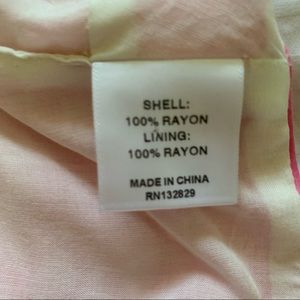 SHELL:
100% RAYON
LINING:
100% RAYON
MADE IN CHINA
RN132829